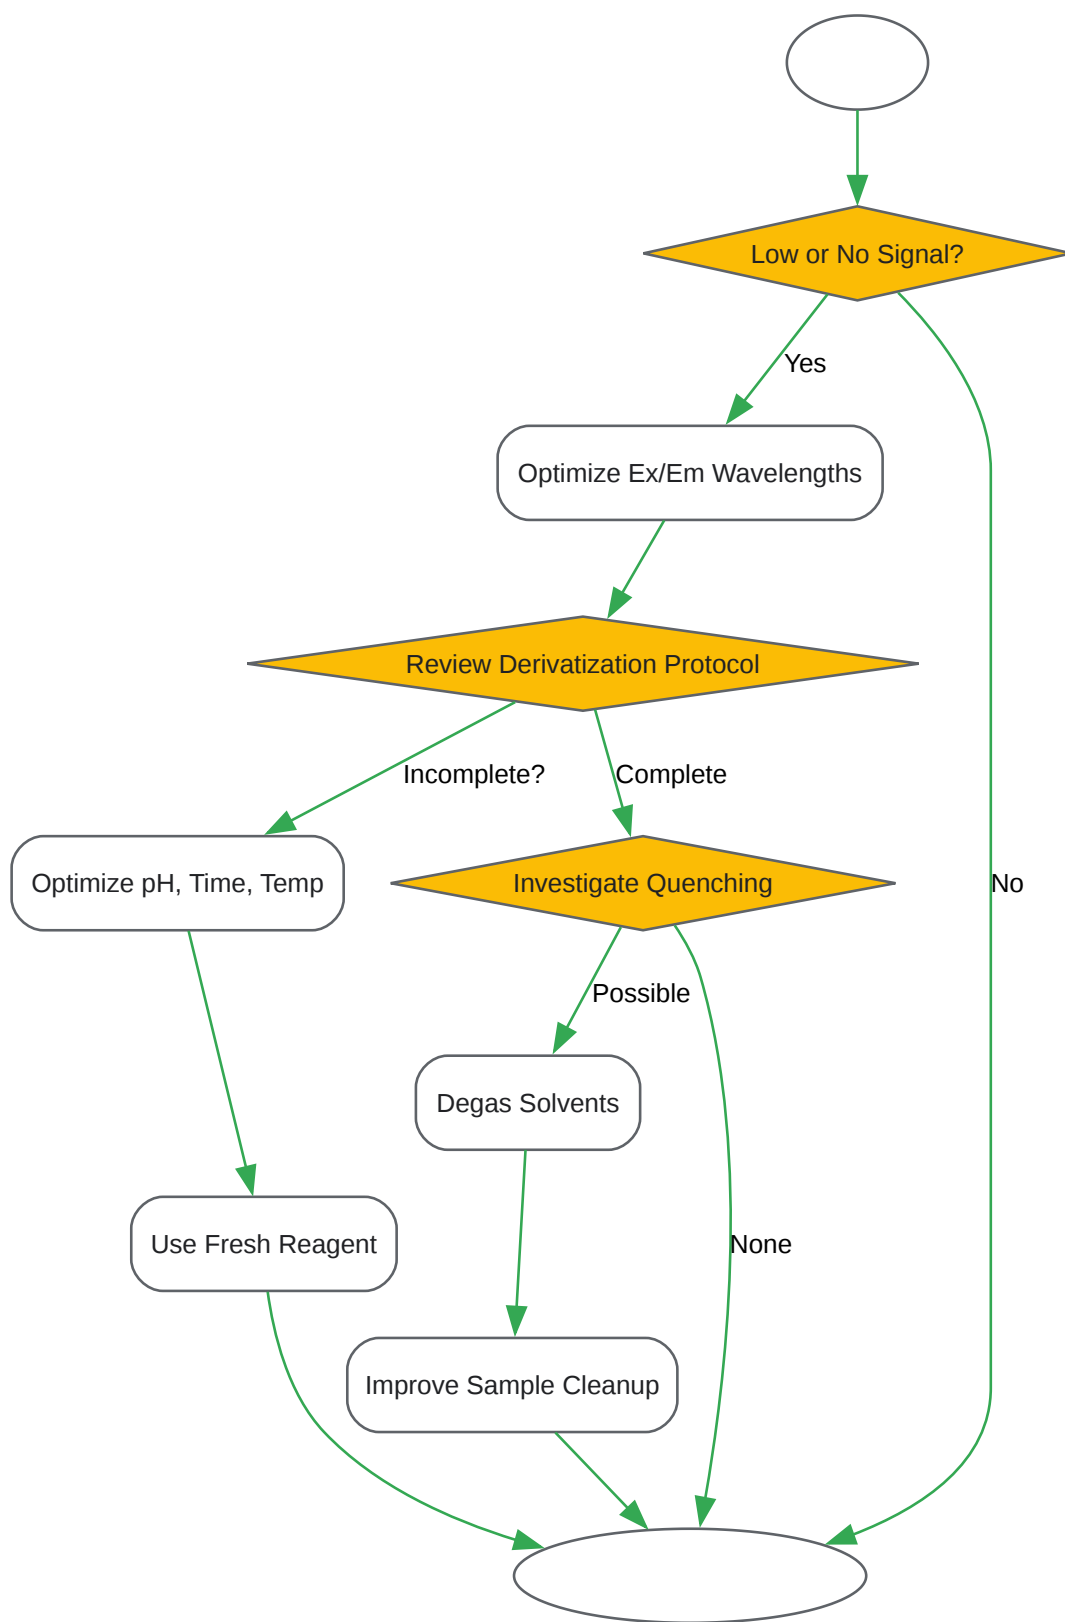 Low or No Signal?
Yes
Optimize Ex/Em Wavelengths
Review Derivatization Protocol
Incomplete?
Complete
Optimize pH, Time, Temp
Investigate Quenching
No
Possible
Degas Solvents
Use Fresh Reagent
None
Improve Sample Cleanup